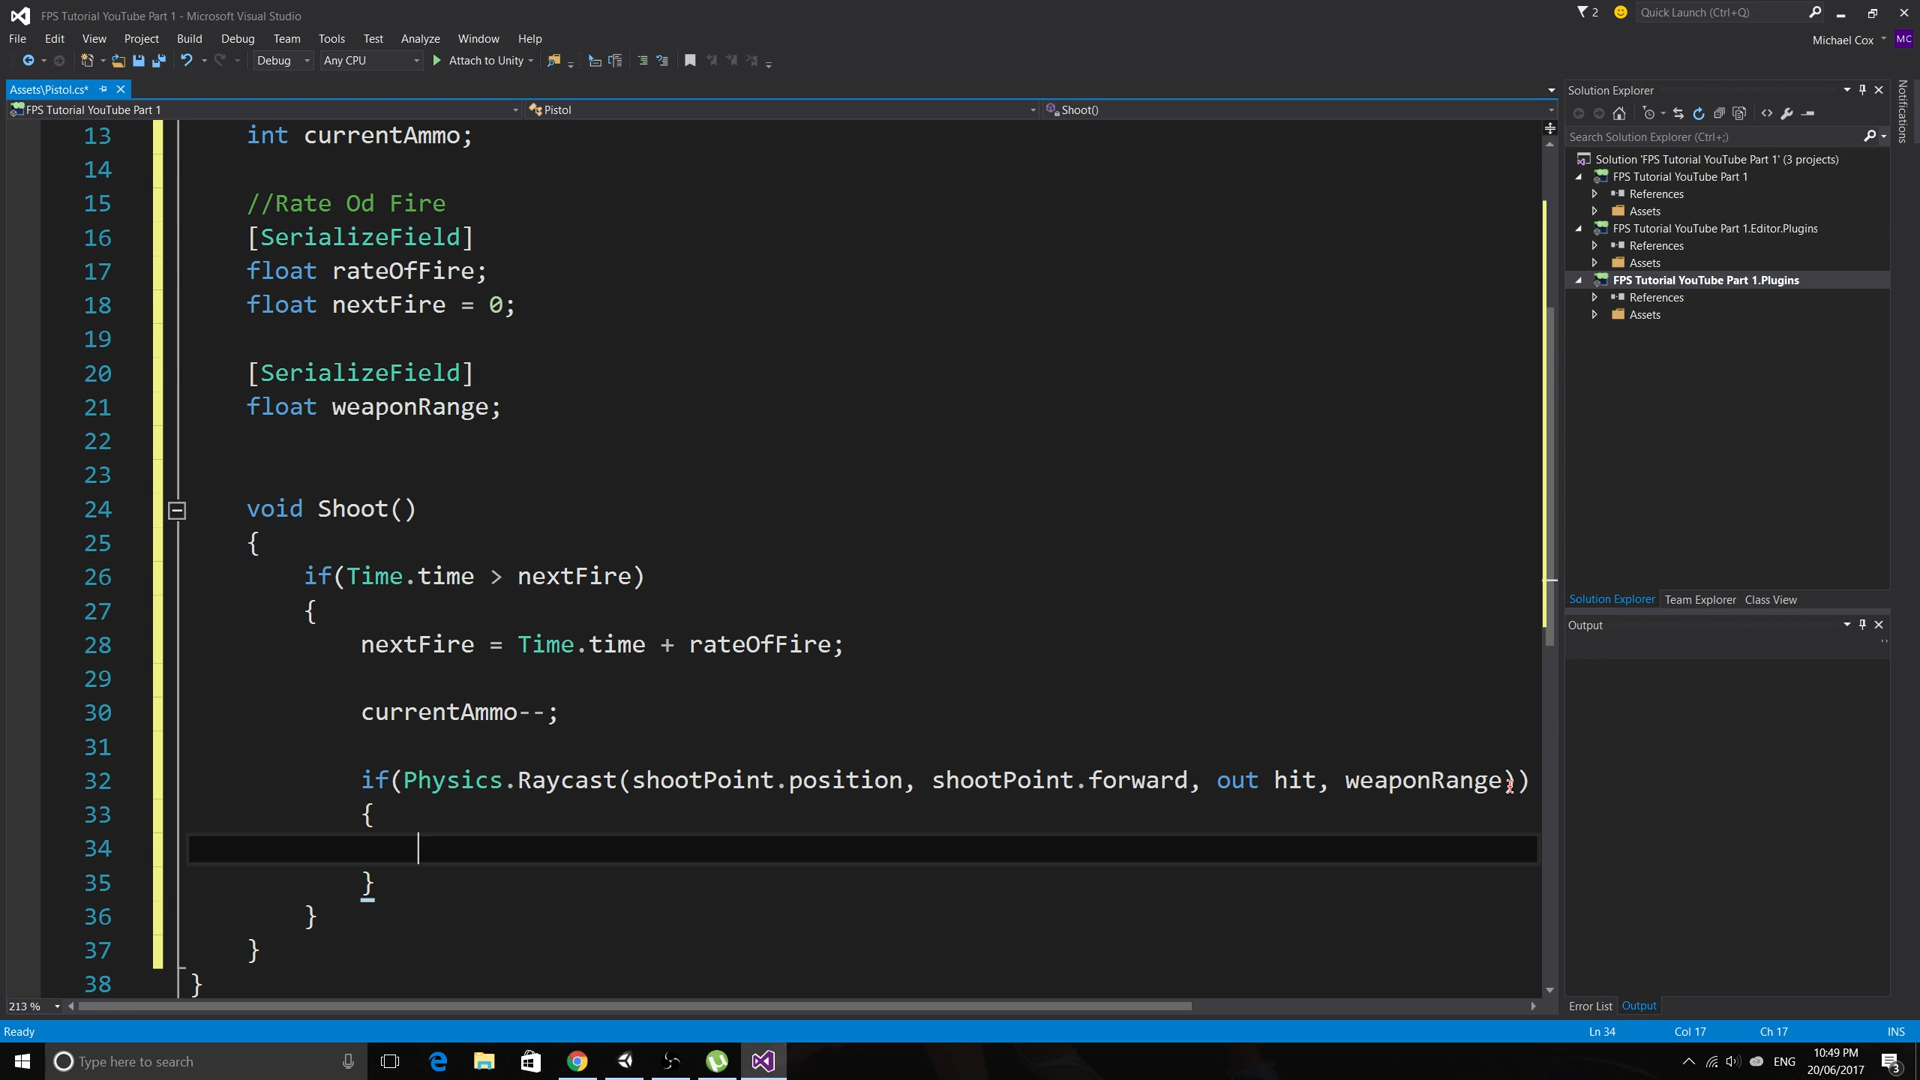 FPS Tutorial YouTube Part 1 - Microsoft Visual Studio
2
Quick Launch (Ctrl+Q)
File Edit View Project Build Debug Team Tools Test Analyze Window Help
Michael Cox MC
Debug Any CPU Attach to Unity
Assets\Pistol.cs*
FPS Tutorial YouTube Part 1 Pistol Shoot()
13 int currentAmmo;
14
15 //Rate Od Fire
16 [SerializeField]
17 float rateOfFire;
18 float nextFire = 0;
19
20 [SerializeField]
21 float weaponRange;
22
23
24 void Shoot()
25 {
26 if(Time.time > nextFire)
27 {
28 nextFire = Time.time + rateOfFire;
29
30 currentAmmo--;
31
32 if(Physics.Raycast(shootPoint.position, shootPoint.forward, out hit, weaponRange))
33 {
34
35 }
36 }
37 }
38 }
213 %
Solution Explorer
Search Solution Explorer (Ctrl+;)
Solution 'FPS Tutorial YouTube Part 1' (3 projects)
FPS Tutorial YouTube Part 1
References
Assets
FPS Tutorial YouTube Part 1.Editor.Plugins
References
Assets
FPS Tutorial YouTube Part 1.Plugins
References
Assets
Solution Explorer Team Explorer Class View
Output
Error List Output
Notifications
Ready Ln 34 Col 17 Ch 17 INS
Type here to search
ENG
10:49 PM
20/06/2017
3